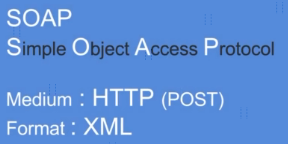 SOAP
Simple Object Access Protocol
Medium : HTTP (POST)
Format : XML